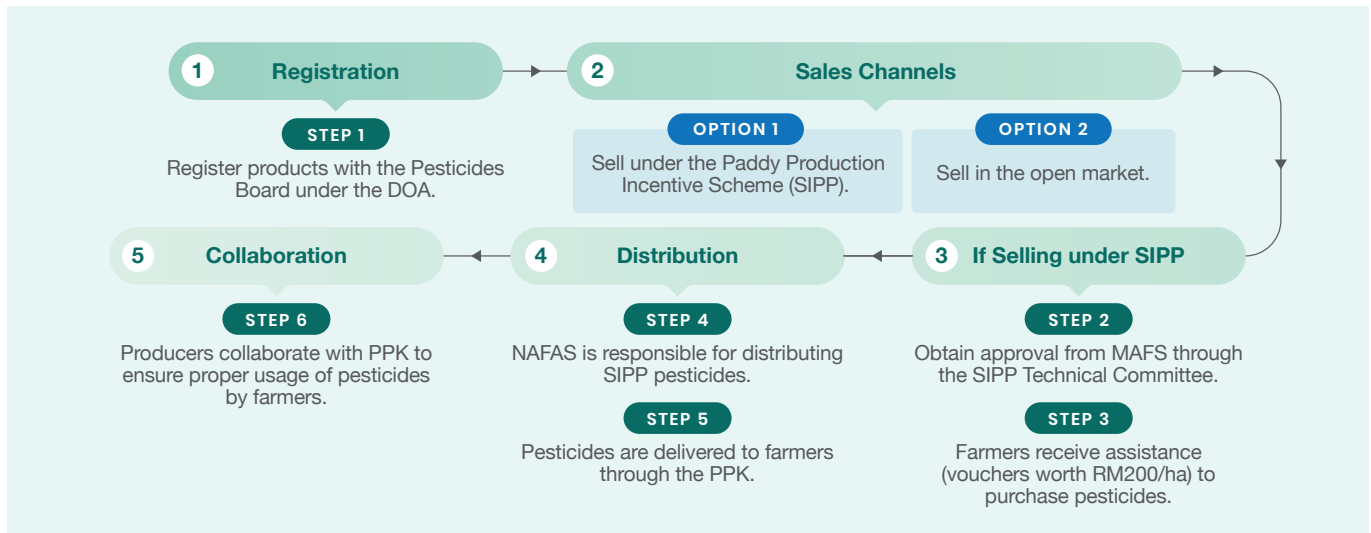 1 Registration
STEP 1
Register products with the Pesticides
Board under the DOA.
2 Sales Channels
OPTION 1
Sell under the Paddy Production
Incentive Scheme (SIPP).
OPTION 2
Sell in the open market.
3 If Selling under SIPP
STEP 2
Obtain approval from MAFS through
the SIPP Technical Committee.
STEP 3
Farmers receive assistance
(vouchers worth RM200/ha) to
purchase pesticides.
4 Distribution
STEP 4
NAFAS is responsible for distributing
SIPP pesticides.
STEP 5
Pesticides are delivered to farmers
through the PPK.
5 Collaboration
STEP 6
Producers collaborate with PPK to
ensure proper usage of pesticides
by farmers.